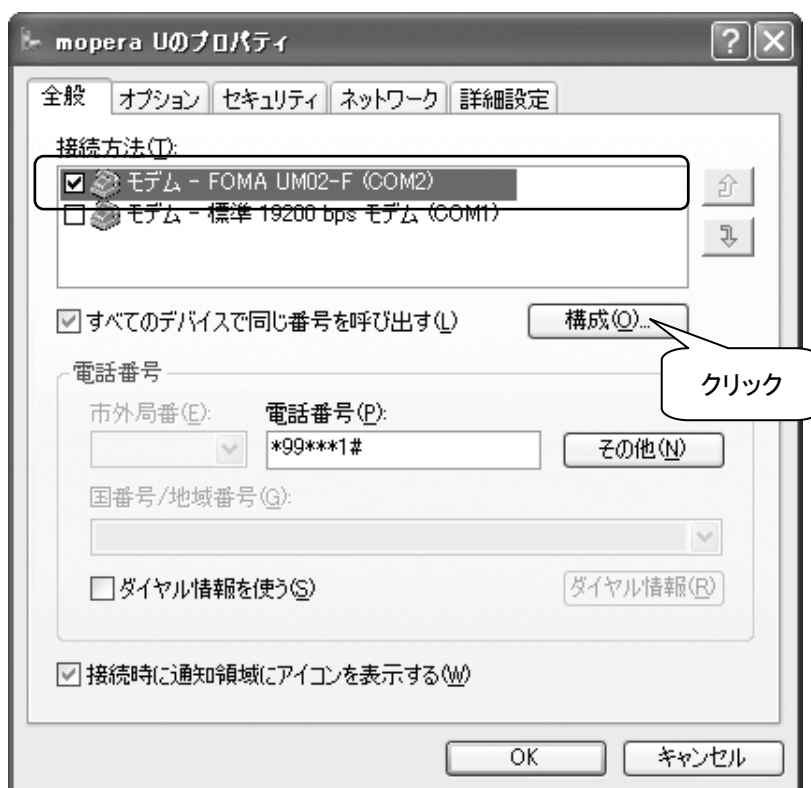 mopera Uのプロパティ
全般 オプション セキュリティ ネットワーク 詳細設定
接続方法(T):
モデム - FOMA UM02-F (COM2)
モデム - 標準 19200 bps モデム (COM1)
すべてのデバイスで同じ番号を呼び出す(L) 構成(O)...
クリック
電話番号
市外局番(E): 電話番号(P):
*99***1# その他(N)
国番号/地域番号(G):
ダイヤル情報を使う(S) ダイヤル情報(R)
接続時に通知領域にアイコンを表示する(W)
OK キャンセル